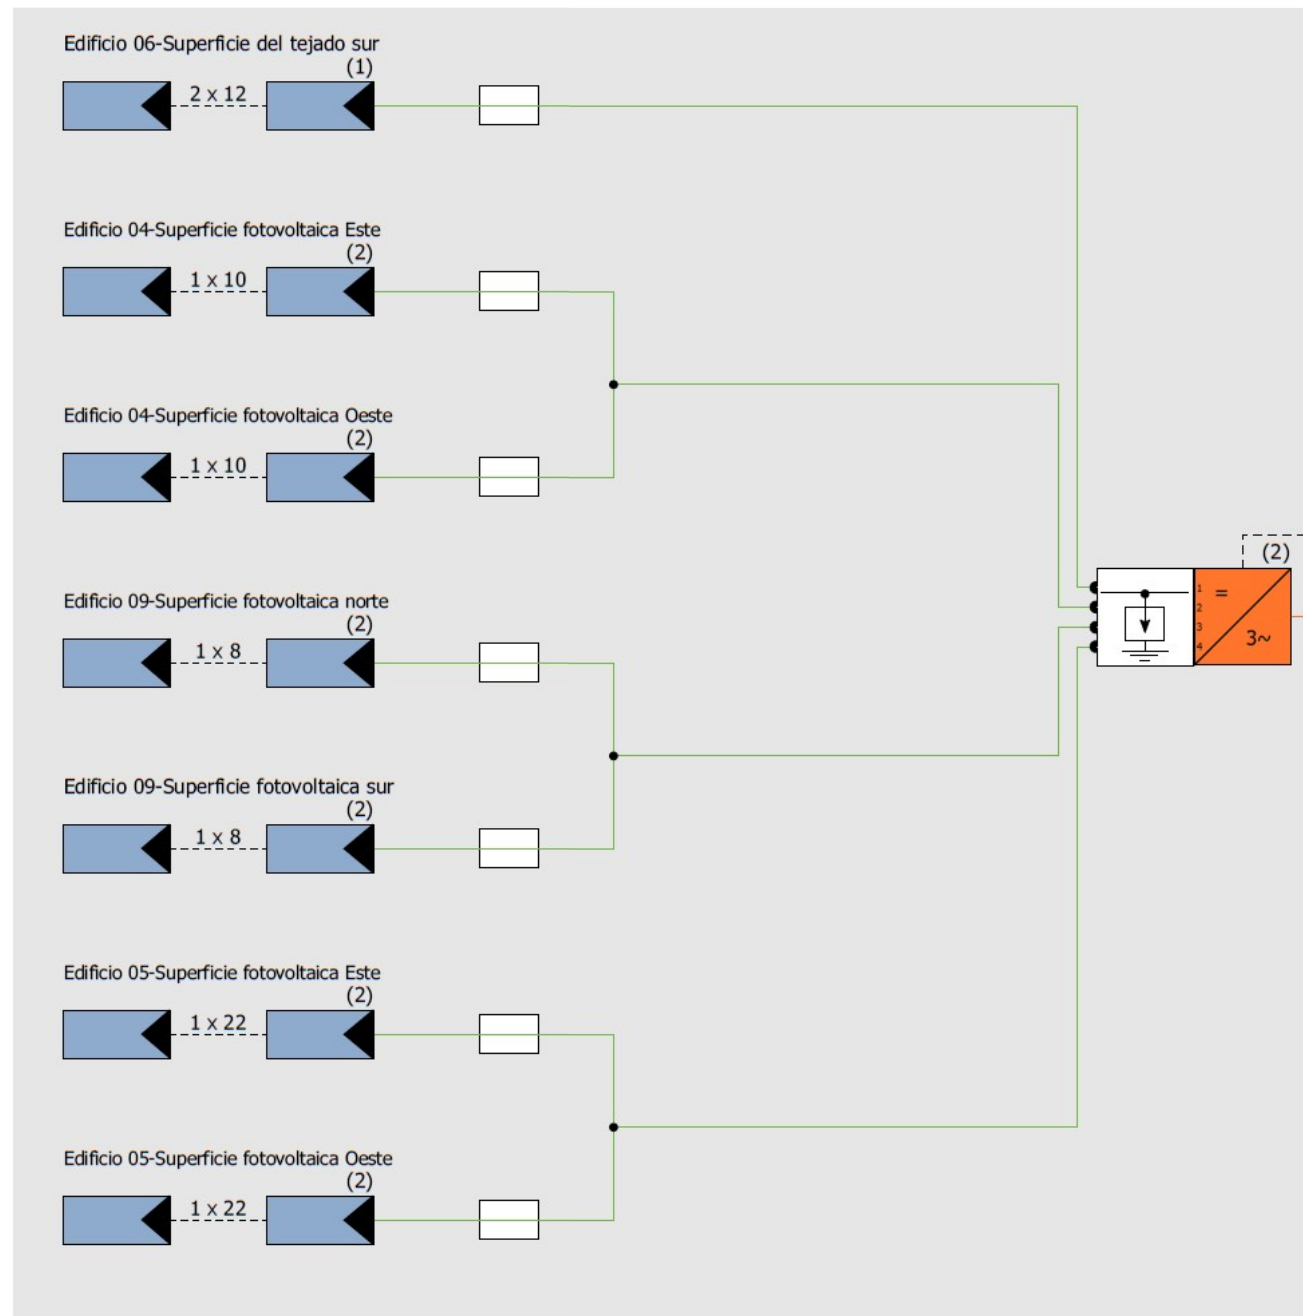 Edificio 06-Superficie del tejado sur
(1)
2 x 12
Edificio 04-Superficie fotovoltaica Este
(2)
1 x 10
Edificio 04-Superficie fotovoltaica Oeste
(2)
1 x 10
Edificio 09-Superficie fotovoltaica norte
(2)
1 x 8
Edificio 09-Superficie fotovoltaica sur
(2)
1 x 8
Edificio 05-Superficie fotovoltaica Este
(2)
1 x 22
Edificio 05-Superficie fotovoltaica Oeste
(2)
1 x 22
(2)
1
=
2
3
3~
4